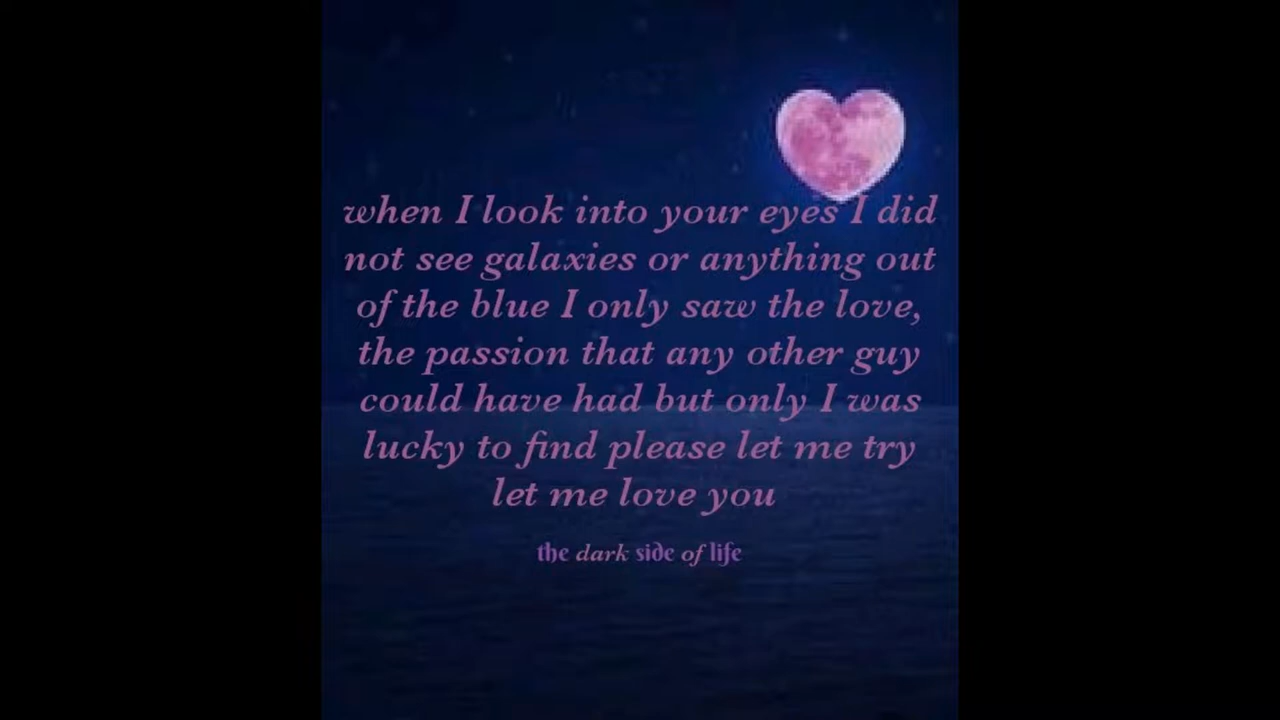 when I look into your eyes I did
not see galaxies or anything out
of the blue I only saw the love,
the passion that any other guy
could have had but only I was
lucky to find please let me try
let me love you
the dark side of life